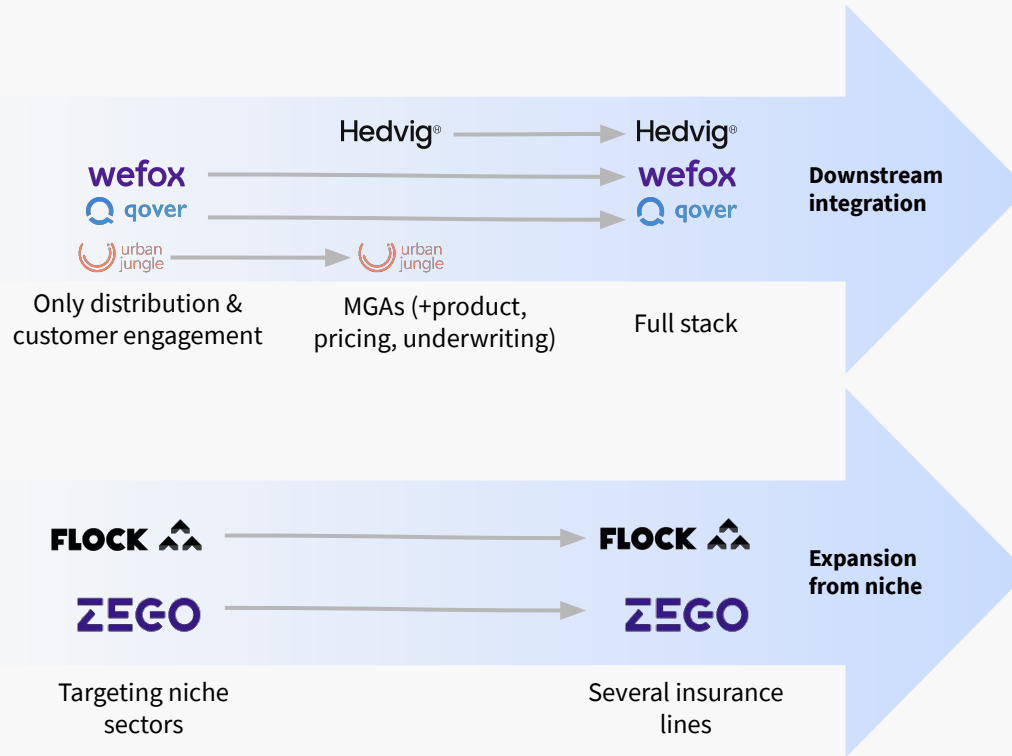 Hedvig® Hedvig®
wefox wefox
qover qover
urban jungle urban jungle
Downstream
integration
Only distribution &
customer engagement
MGAs (+product,
pricing, underwriting)
Full stack
FLOCK FLOCK
ZEGO ZEGO
Expansion
from niche
Targeting niche
sectors
Several insurance
lines